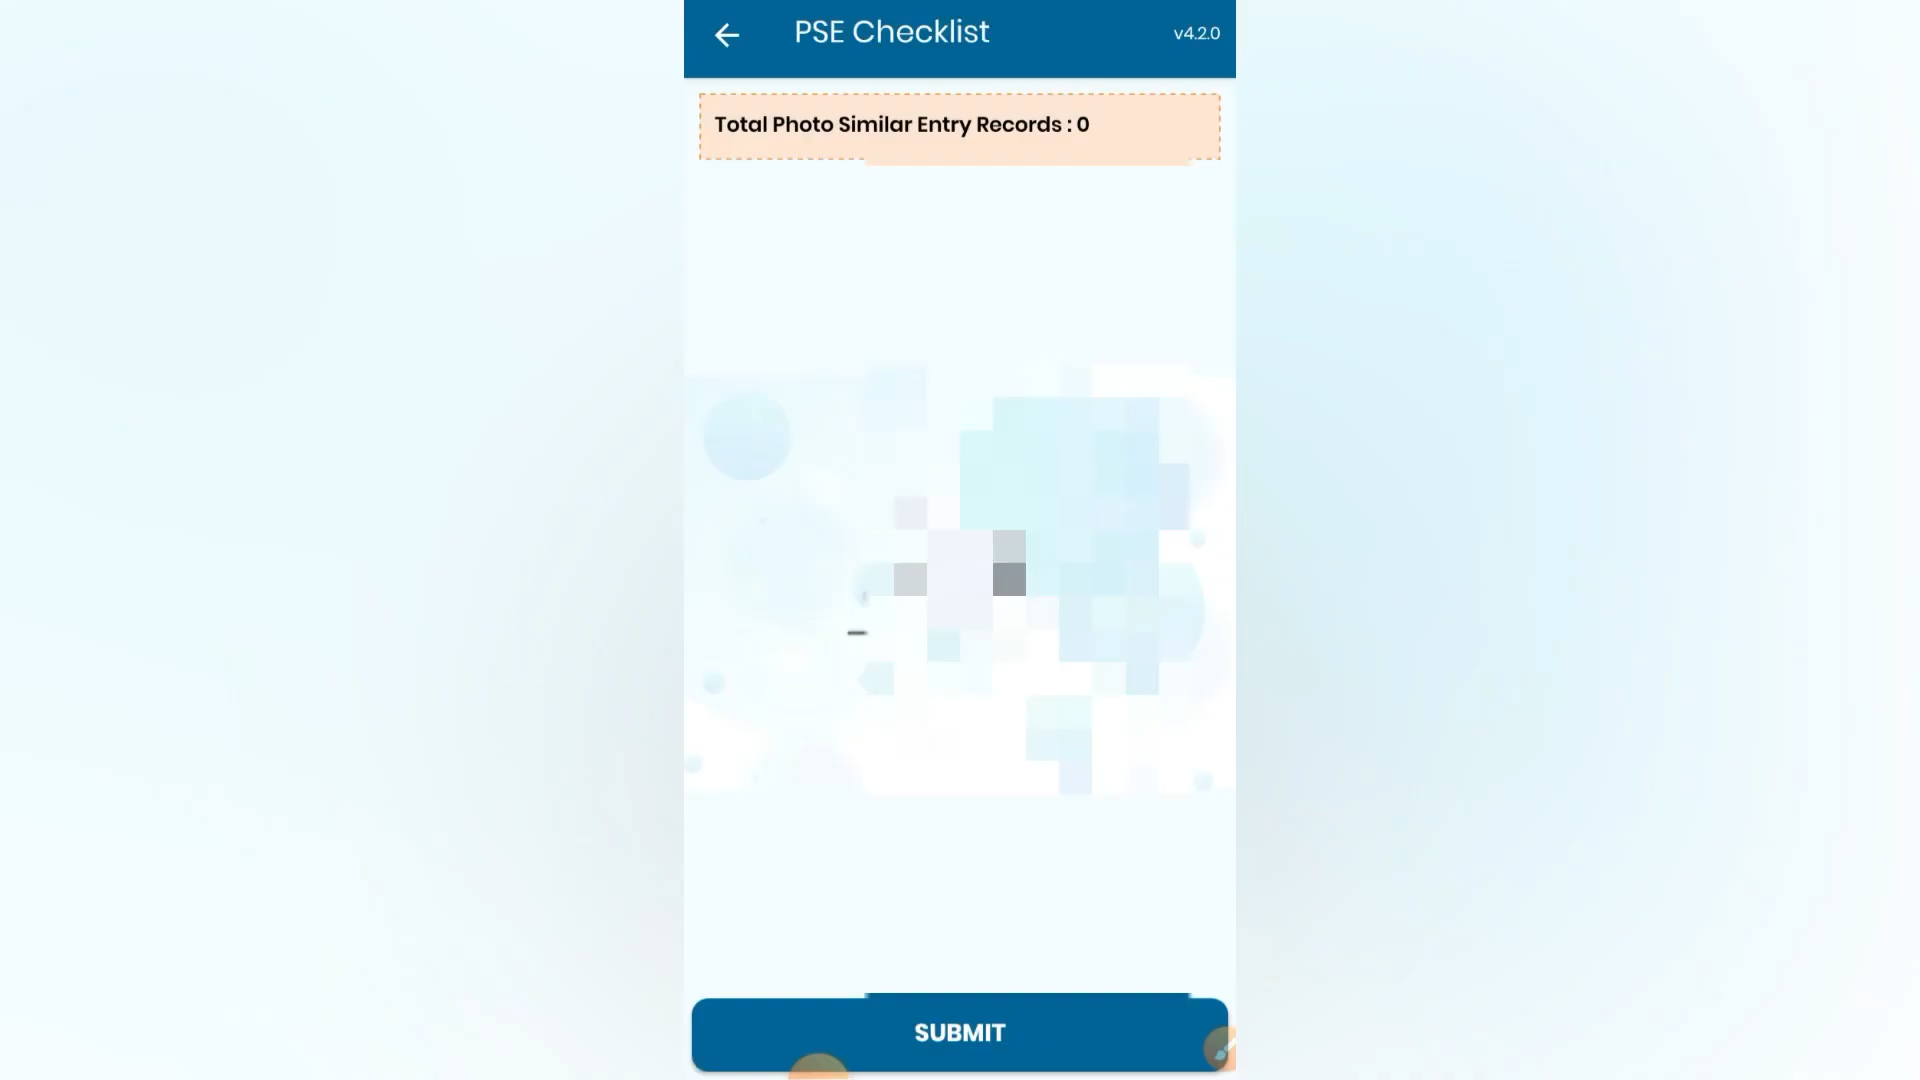 PSE Checklist
v4.2.0
Total Photo Similar Entry Records : 0
SUBMIT